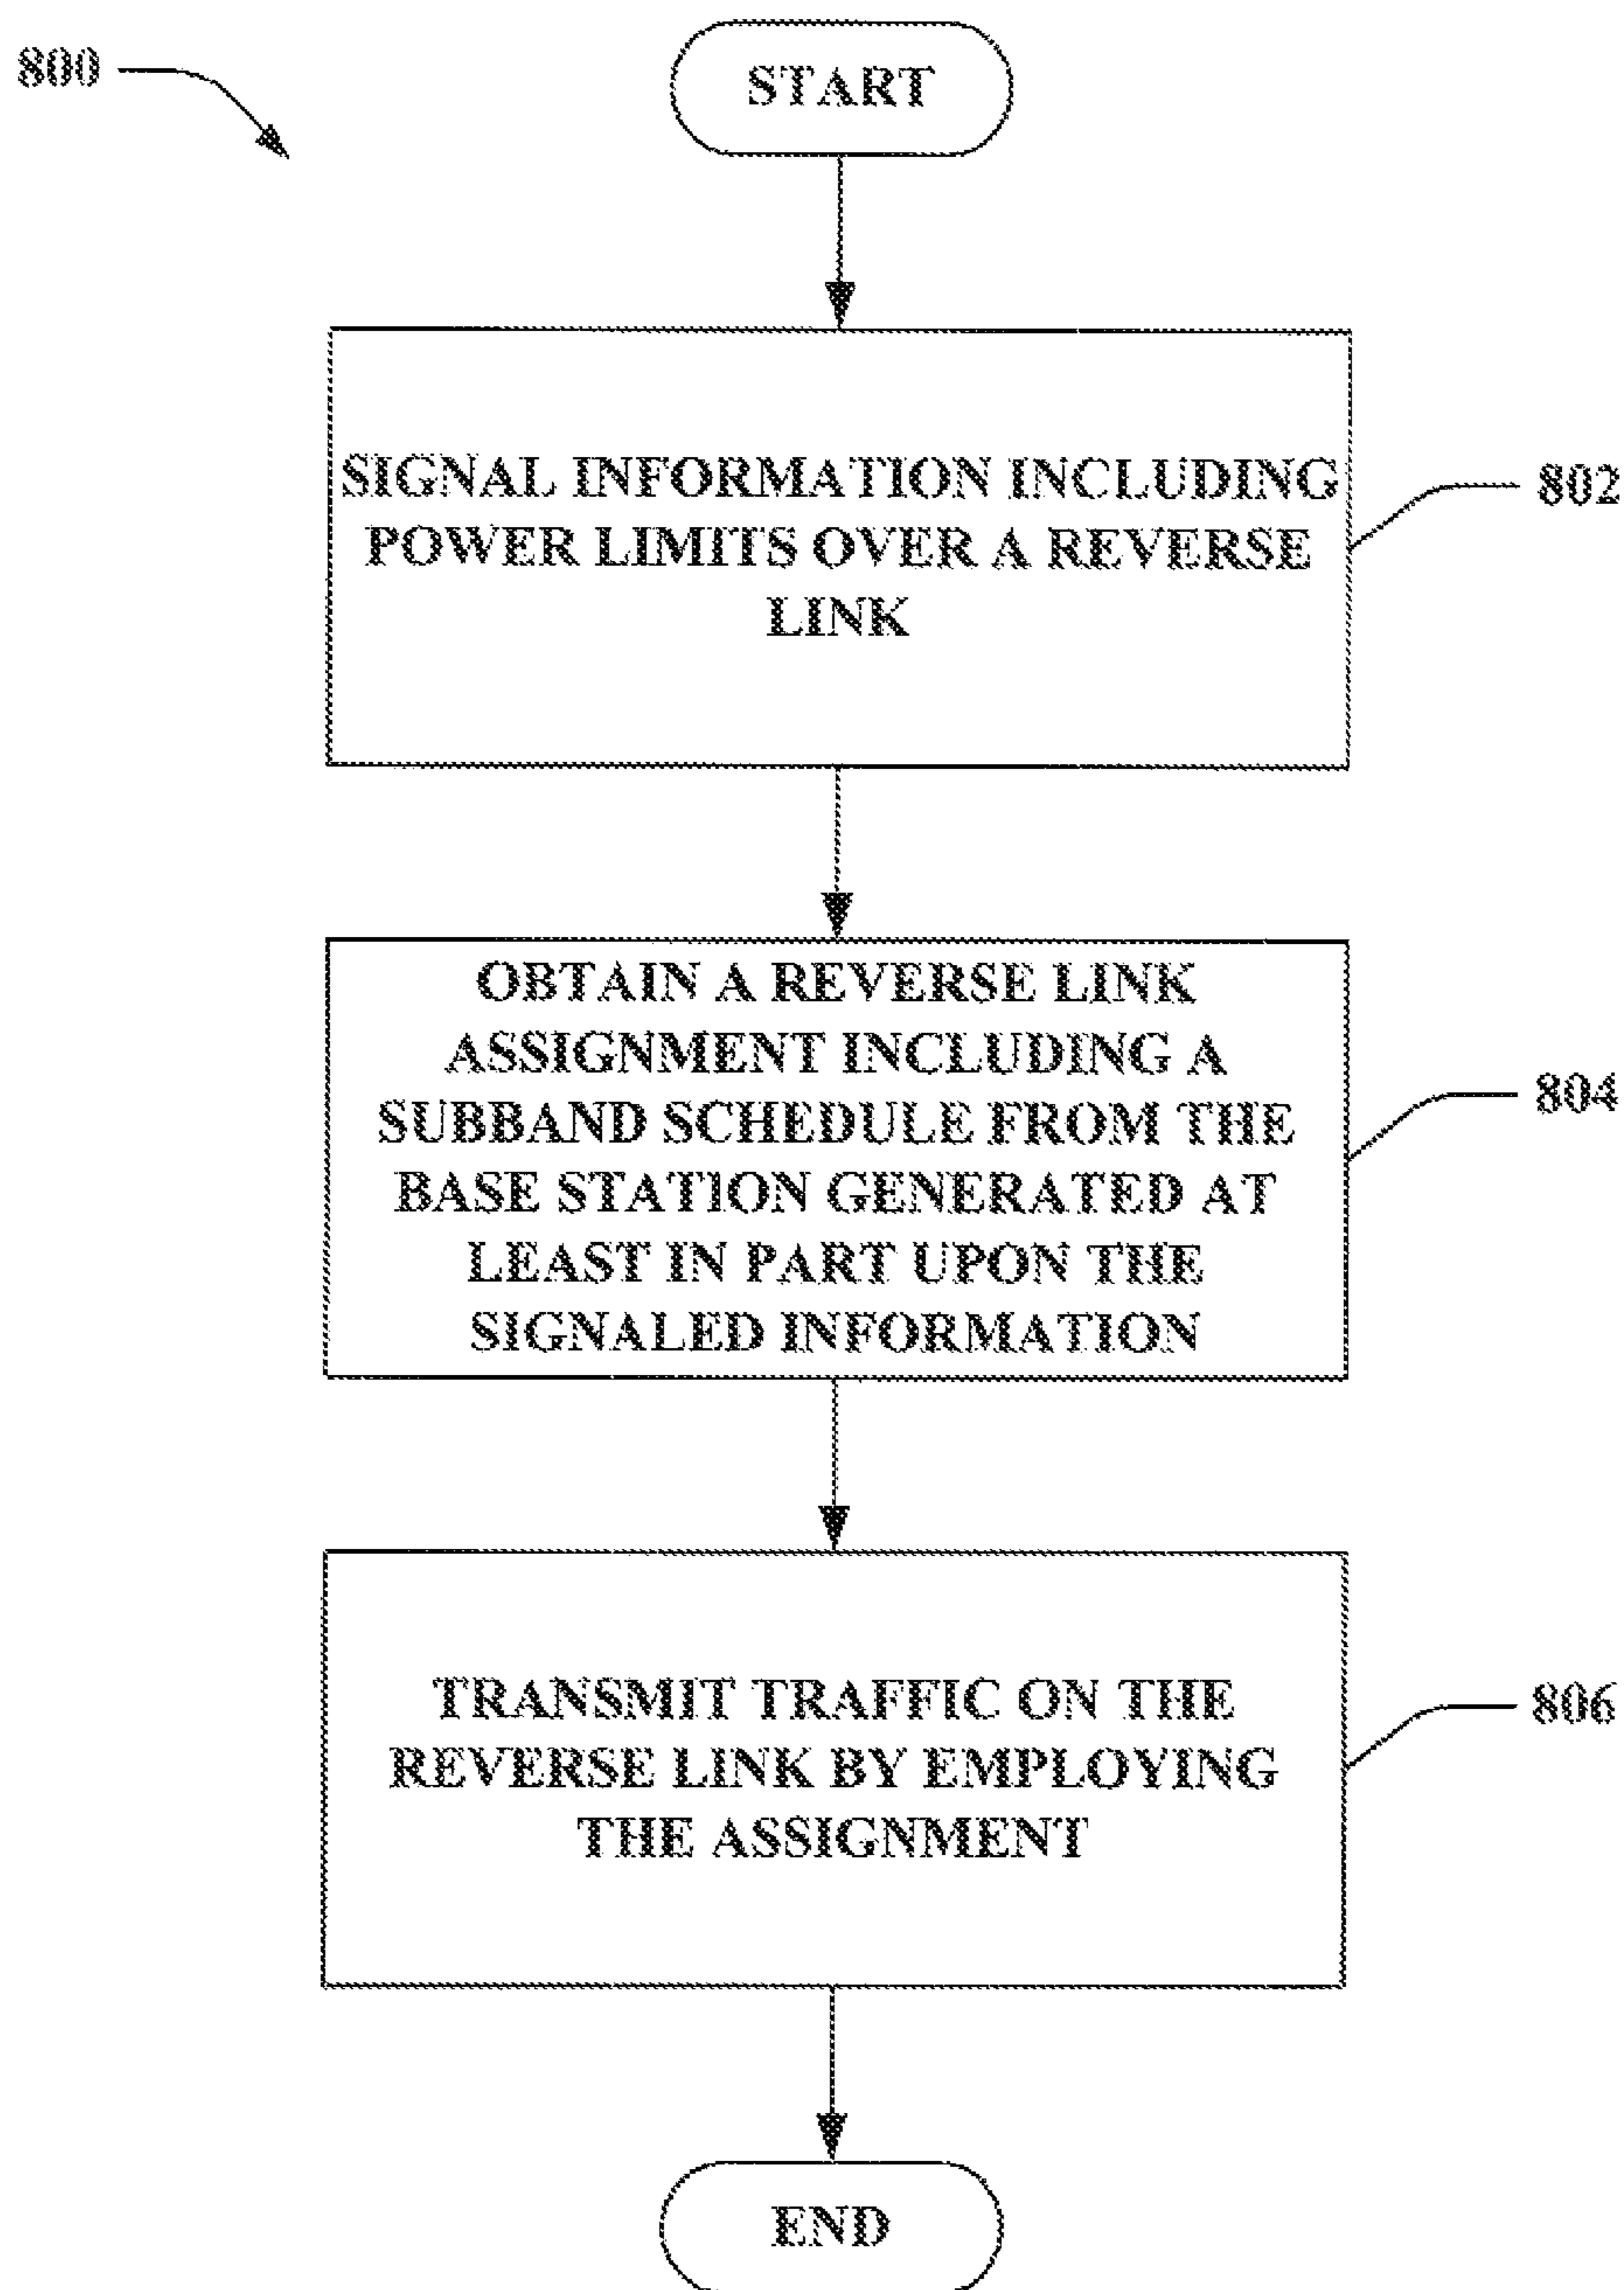 800
START
SIGNAL INFORMATION INCLUDING
POWER LIMITS OVER A REVERSE
LINK
802
OBTAIN A REVERSE LINK
ASSIGNMENT INCLUDING A
SUBBAND SCHEDULE FROM THE
BASE STATION GENERATED AT
LEAST IN PART UPON THE
SIGNALED INFORMATION
804
TRANSMIT TRAFFIC ON THE
REVERSE LINK BY EMPLOYING
THE ASSIGNMENT
806
END